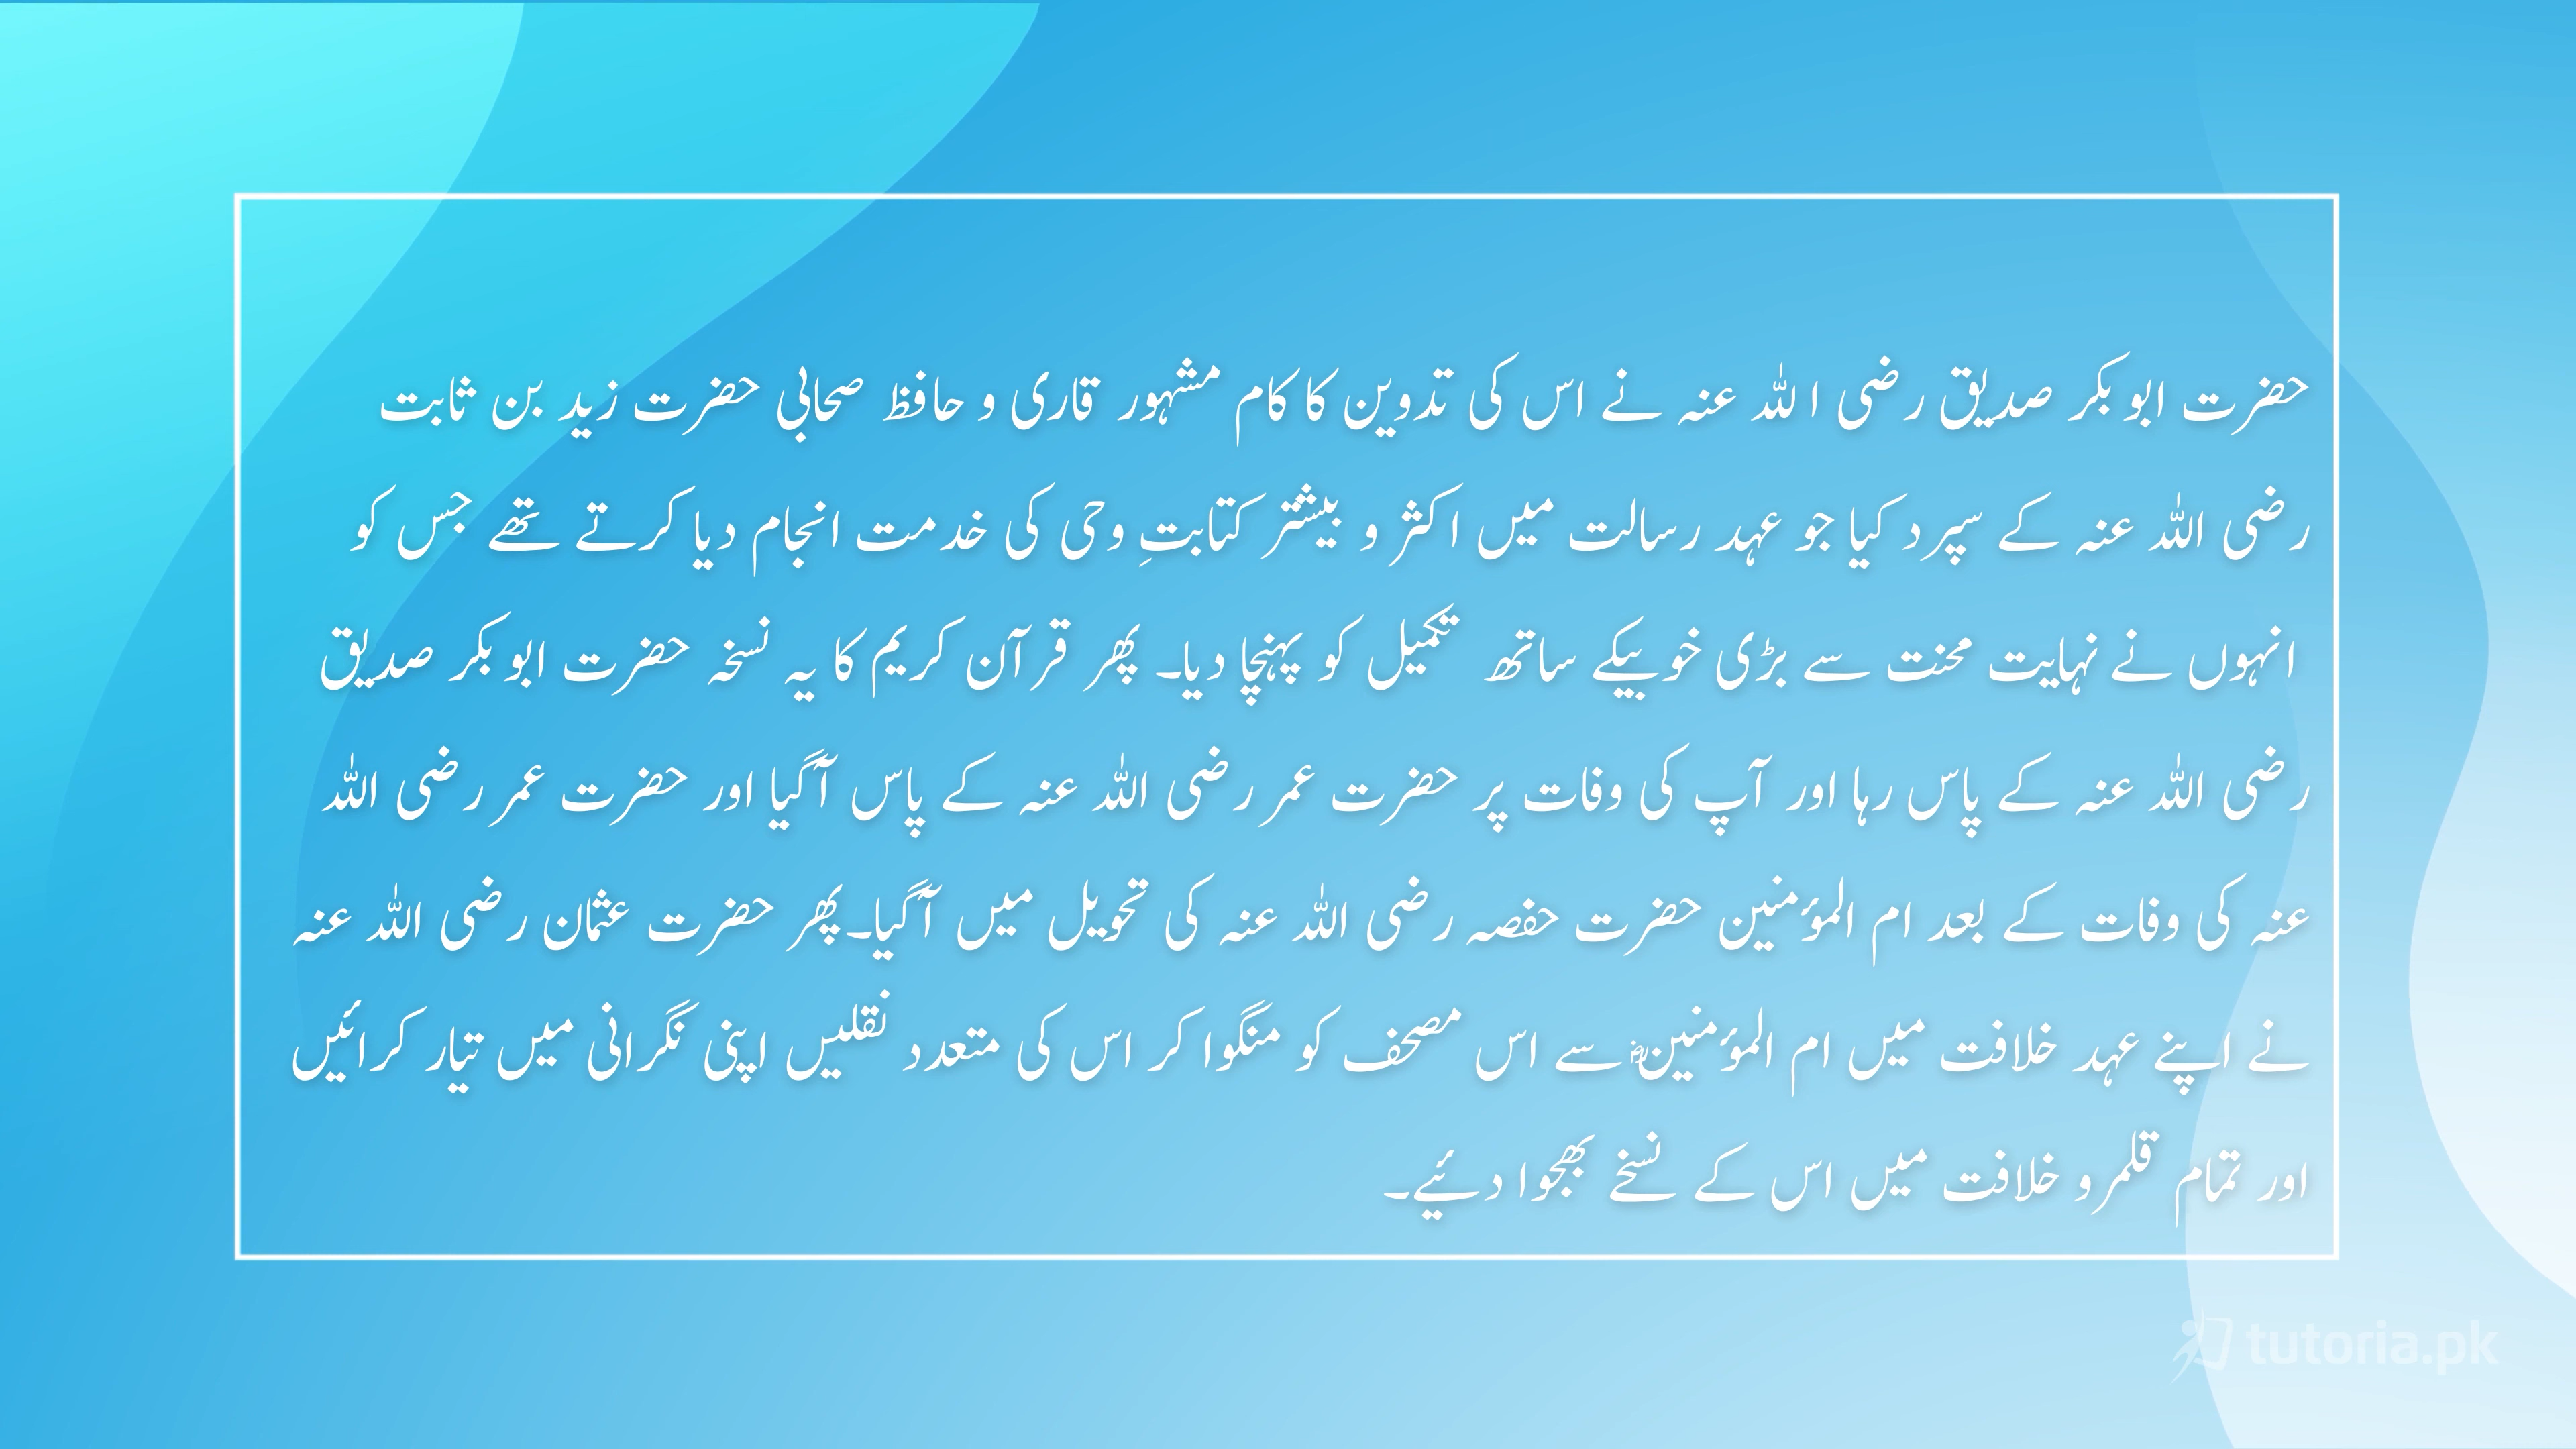 حضرت ابوبکر صدیق رضی اللہ عنہ نے اس کی تدوین کا کام مشہور قاری و حافظ صحابی حضرت زید بن ثابت
رضی اللہ عنہ کے سپرد کیا جو عہد رسالت میں اکثر و بیشتر کتابتِ وحی کی خدمت انجام دیا کرتے تھے جس کو
انہوں نے نہایت محنت سے بڑی خوبیکے ساتھ تکمیل کو پہنچا دیا۔ پھر قرآن کریم کا یہ نسخہ حضرت ابوبکر صدیق
رضی اللہ عنہ کے پاس رہا اور آپ کی وفات پر حضرت عمر رضی اللہ عنہ کے پاس آگیا اور حضرت عمر رضی اللہ
عنہ کی وفات کے بعد ام المؤمنین حضرت حفصہ رضی اللہ عنہ کی تحویل میں آگیا۔پھر حضرت عثمان رضی اللہ عنہ
نے اپنے عہد خلافت میں ام المؤمنینؓ سے اس مصحف کو منگوا کر اس کی متعدد نقلیں اپنی نگرانی میں تیار کرائیں
اور تمام قلمرو خلافت میں اس کے نسخے بھجوا دئیے۔
tutoria.pk